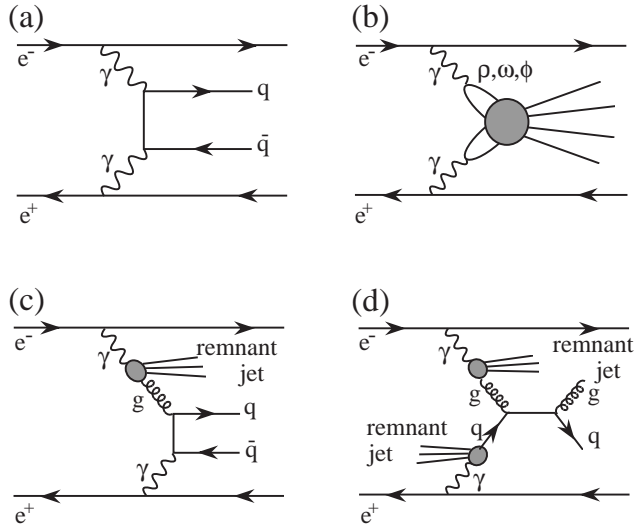 (a)
e-
γ
q
q̄
γ
e+
(b)
e-
γ
ρ,ω,φ
γ
e+
(c)
e-
γ
remnant
jet
g
q
q̄
γ
e+
(d)
e-
γ
remnant
jet
g
g
q
remnant
jet
q
γ
e+